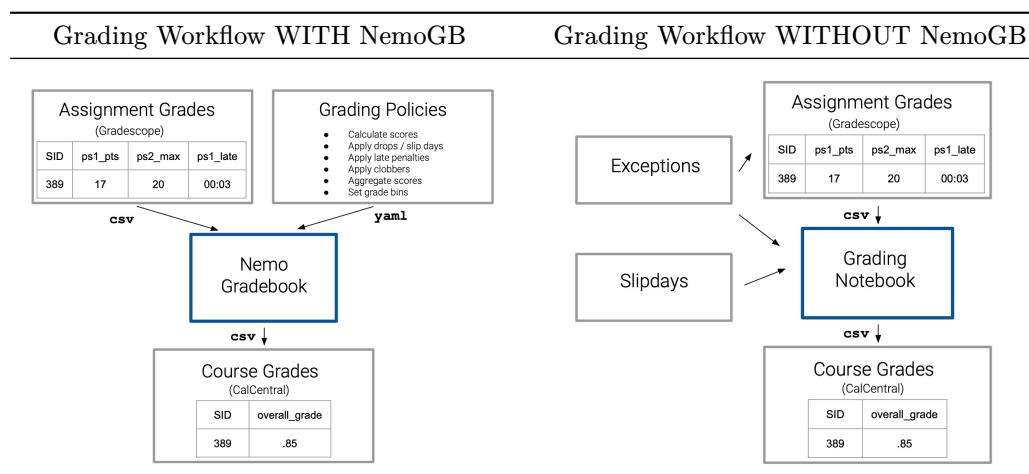 Grading Workflow WITH NemoGB
Assignment Grades
(Gradescope)
SID ps1_pts ps2_max ps1_late
389 17 20 00:03
Grading Policies
● Calculate scores
● Apply drops / slip days
● Apply late penalties
● Apply clobbers
● Aggregate scores
● Set grade bins
csv
yaml
Nemo
Gradebook
csv
Course Grades
(CalCentral)
SID overall_grade
389 .85
Grading Workflow WITHOUT NemoGB
Exceptions
Slipdays
Assignment Grades
(Gradescope)
SID ps1_pts ps2_max ps1_late
389 17 20 00:03
csv
Grading
Notebook
csv
Course Grades
(CalCentral)
SID overall_grade
389 .85